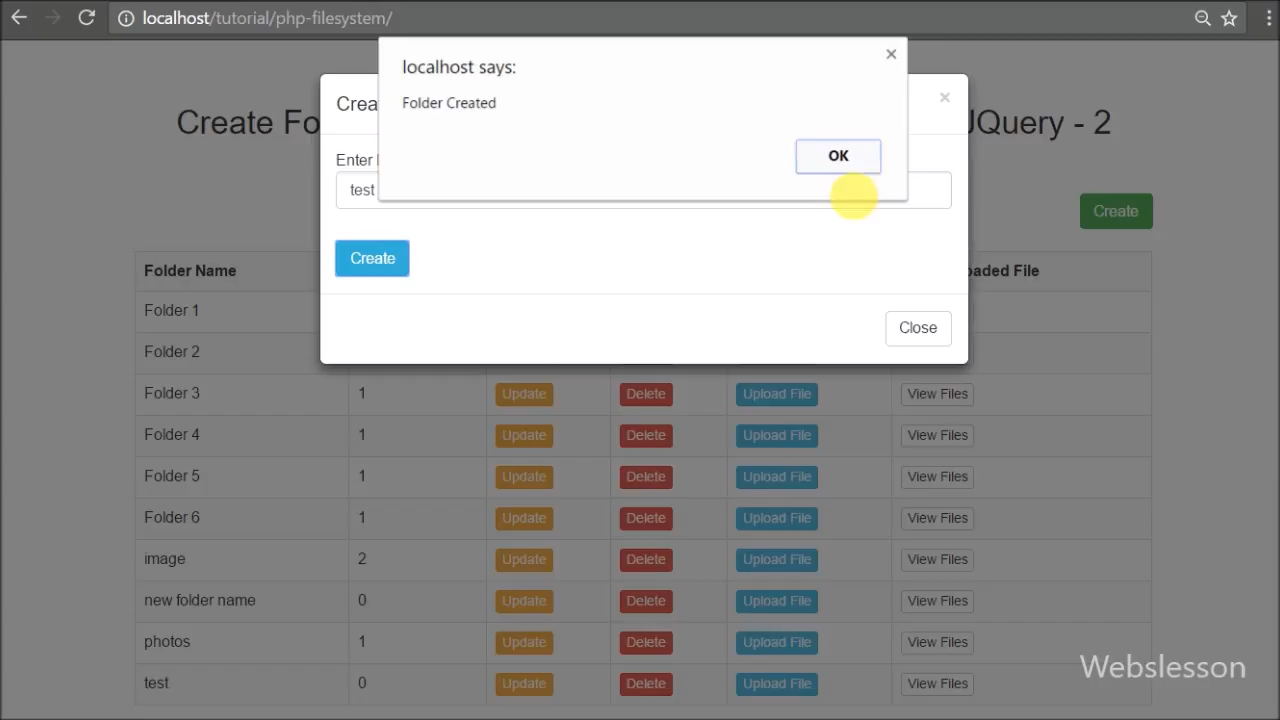 localhost/tutorial/php-filesystem/
localhost says:
Folder Created
OK
Create Fo
JQuery - 2
Crea
Enter
test
Create
Close
Create
Folder Name
oaded File
Folder 1
Folder 2
Folder 3 1 Update Delete Upload File View Files
Folder 4 1 Update Delete Upload File View Files
Folder 5 1 Update Delete Upload File View Files
Folder 6 1 Update Delete Upload File View Files
image 2 Update Delete Upload File View Files
new folder name 0 Update Delete Upload File View Files
photos 1 Update Delete Upload File View Files
test 0 Update Delete Upload File View Files
Webslesson